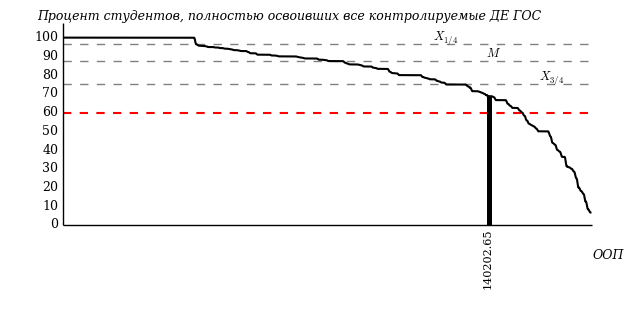 Процент студентов, полностью освоивших все контролируемые ДЕ ГОС
100
X1/4
90
M
80
X3/4
70
60
50
40
30
20
10
0
140202.65
ООП